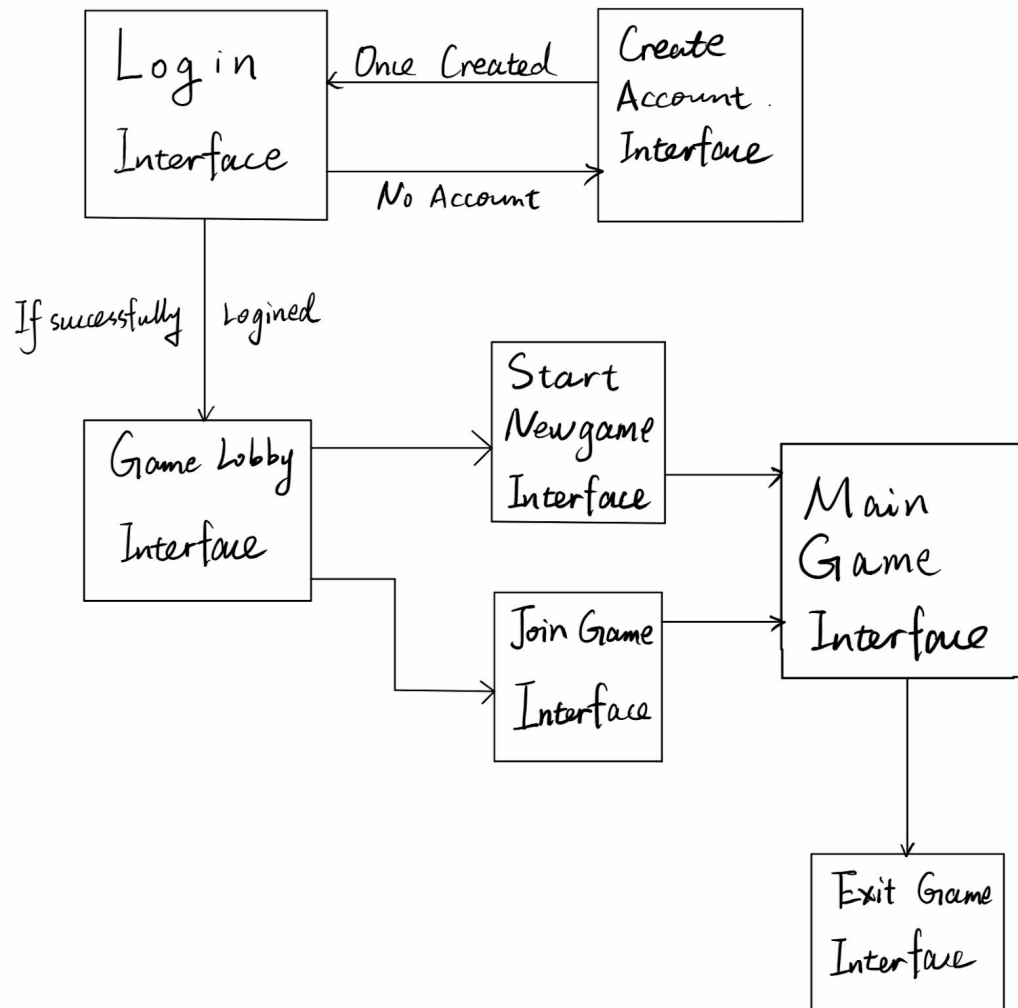 Login
Interface
Once Created
No Account
Create
Account
Interface
If successfully Logined
Game Lobby
Interface
Start
Newgame
Interface
Join Game
Interface
Main
Game
Interface
Exit Game
Interface